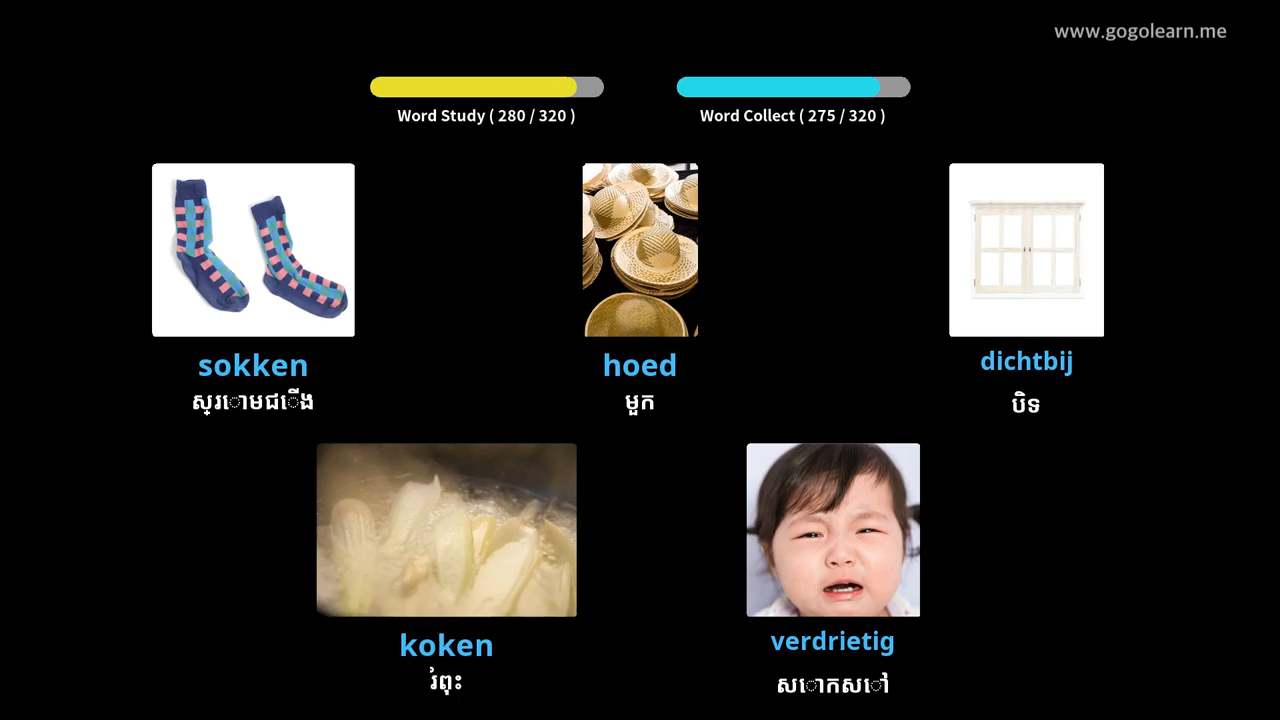 www.gogolearn.me
Word Study ( 280 / 320 )
Word Collect ( 275 / 320 )
sokken
hoed
dichtbij
ស្រោមជើង
មួក
បិទ
koken
verdrietig
រំពុះ
សោកសៅ